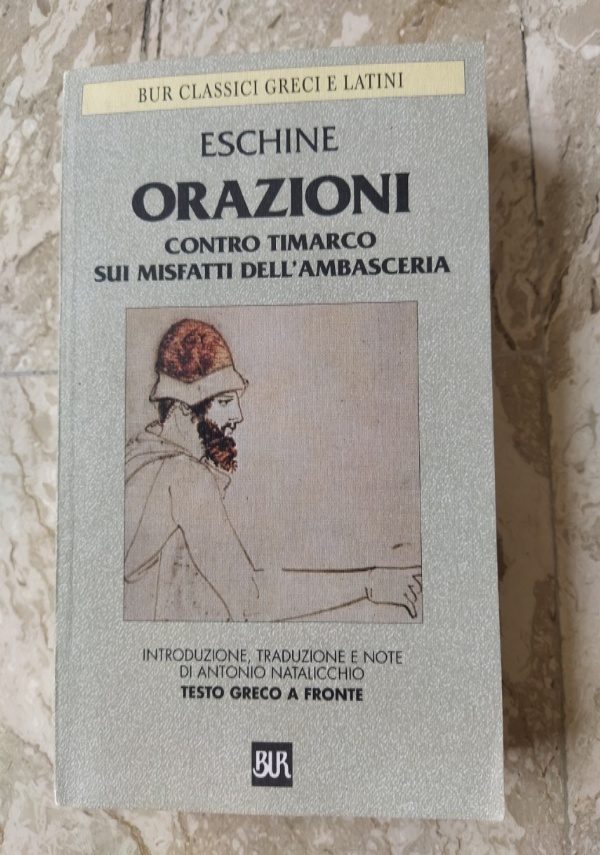 BUR CLASSICI GRECI E LATINI
ESCHINE
ORAZIONI
CONTRO TIMARCO
SUI MISFATTI DELL'AMBASCERIA
INTRODUZIONE, TRADUZIONE E NOTE
DI ANTONIO NATALICCHIO
TESTO GRECO A FRONTE
BUR